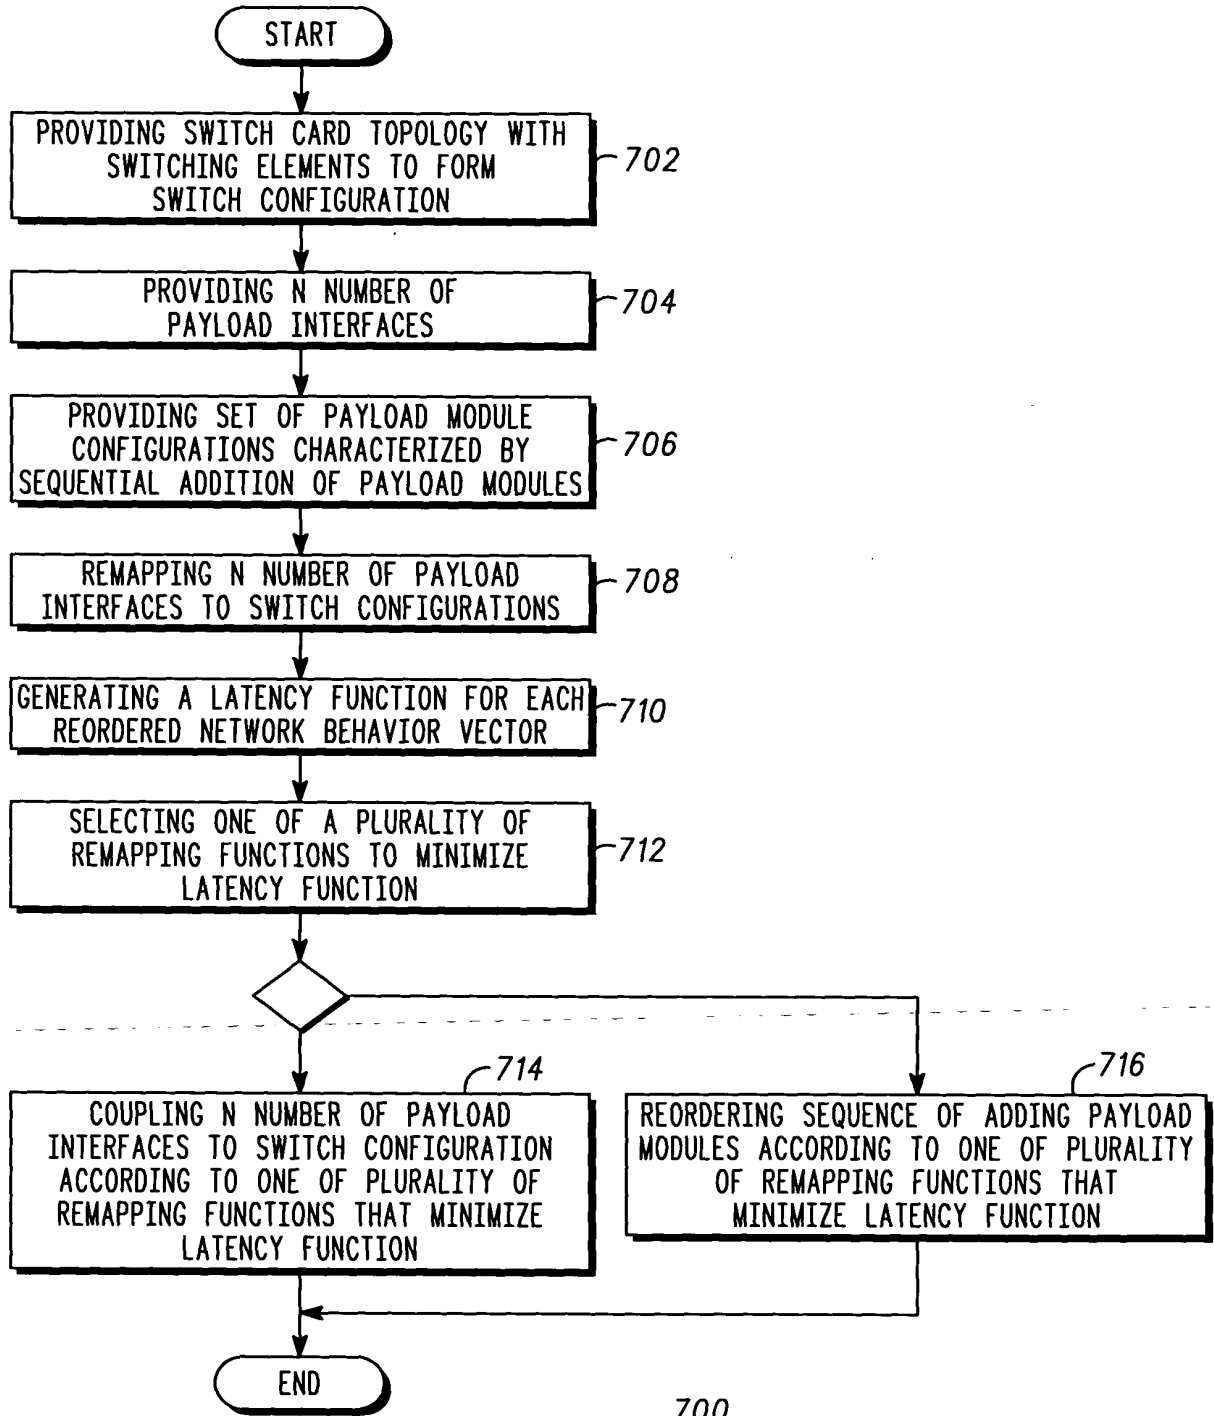 START
PROVIDING SWITCH CARD TOPOLOGY WITH
SWITCHING ELEMENTS TO FORM
SWITCH CONFIGURATION
702
PROVIDING N NUMBER OF
PAYLOAD INTERFACES
704
PROVIDING SET OF PAYLOAD MODULE
CONFIGURATIONS CHARACTERIZED BY
SEQUENTIAL ADDITION OF PAYLOAD MODULES
706
REMAPPING N NUMBER OF PAYLOAD
INTERFACES TO SWITCH CONFIGURATIONS
708
GENERATING A LATENCY FUNCTION FOR EACH
REORDERED NETWORK BEHAVIOR VECTOR
710
SELECTING ONE OF A PLURALITY OF
REMAPPING FUNCTIONS TO MINIMIZE
LATENCY FUNCTION
712
714
COUPLING N NUMBER OF PAYLOAD
INTERFACES TO SWITCH CONFIGURATION
ACCORDING TO ONE OF PLURALITY OF
REMAPPING FUNCTIONS THAT MINIMIZE
LATENCY FUNCTION
716
REORDERING SEQUENCE OF ADDING PAYLOAD
MODULES ACCORDING TO ONE OF PLURALITY
OF REMAPPING FUNCTIONS THAT
MINIMIZE LATENCY FUNCTION
END
700